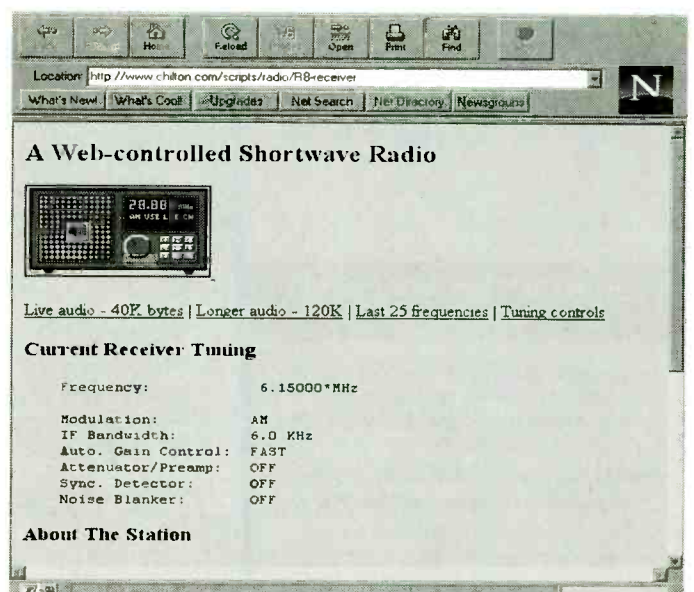 Home Reload Open Print Find
Location: http://www.chilton.com/scripts/radio/R8-receiver
N
What's New! What's Cool! Upgrades Net Search Net Directory Newsgroups
A Web-controlled Shortwave Radio
28.88
Live audio - 40K bytes | Longer audio - 120K | Last 25 frequencies | Tuning controls
Current Receiver Tuning
Frequency: 6.15000*MHz
Modulation: AM
IF Bandwidth: 6.0 KHz
Auto. Gain Control: FAST
Attenuator/Preamp: OFF
Sync. Detector: OFF
Noise Blanker: OFF
About The Station